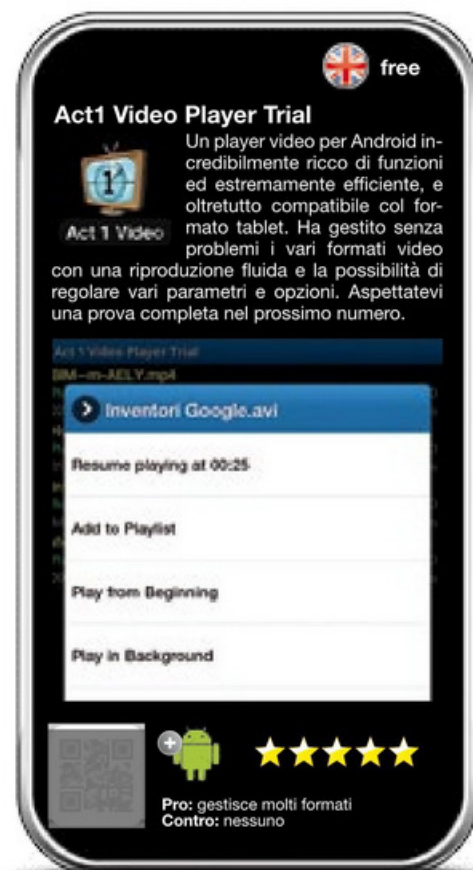 free
Act1 Video Player Trial
Un player video per Android in-
credibilmente ricco di funzioni
ed estremamente efficiente, e
oltretutto compatibile col for-
mato tablet. Ha gestito senza
problemi i vari formati video
con una riproduzione fluida e la possibilità di
regolare vari parametri e opzioni. Aspettatevi
una prova completa nel prossimo numero.
1
Act 1 Video
Act 1 Video Player Trial
Inventori Google.avi
Resume playing at 00:25
Add to Playlist
Play from Beginning
Play in Background
Pro: gestisce molti formati
Contro: nessuno